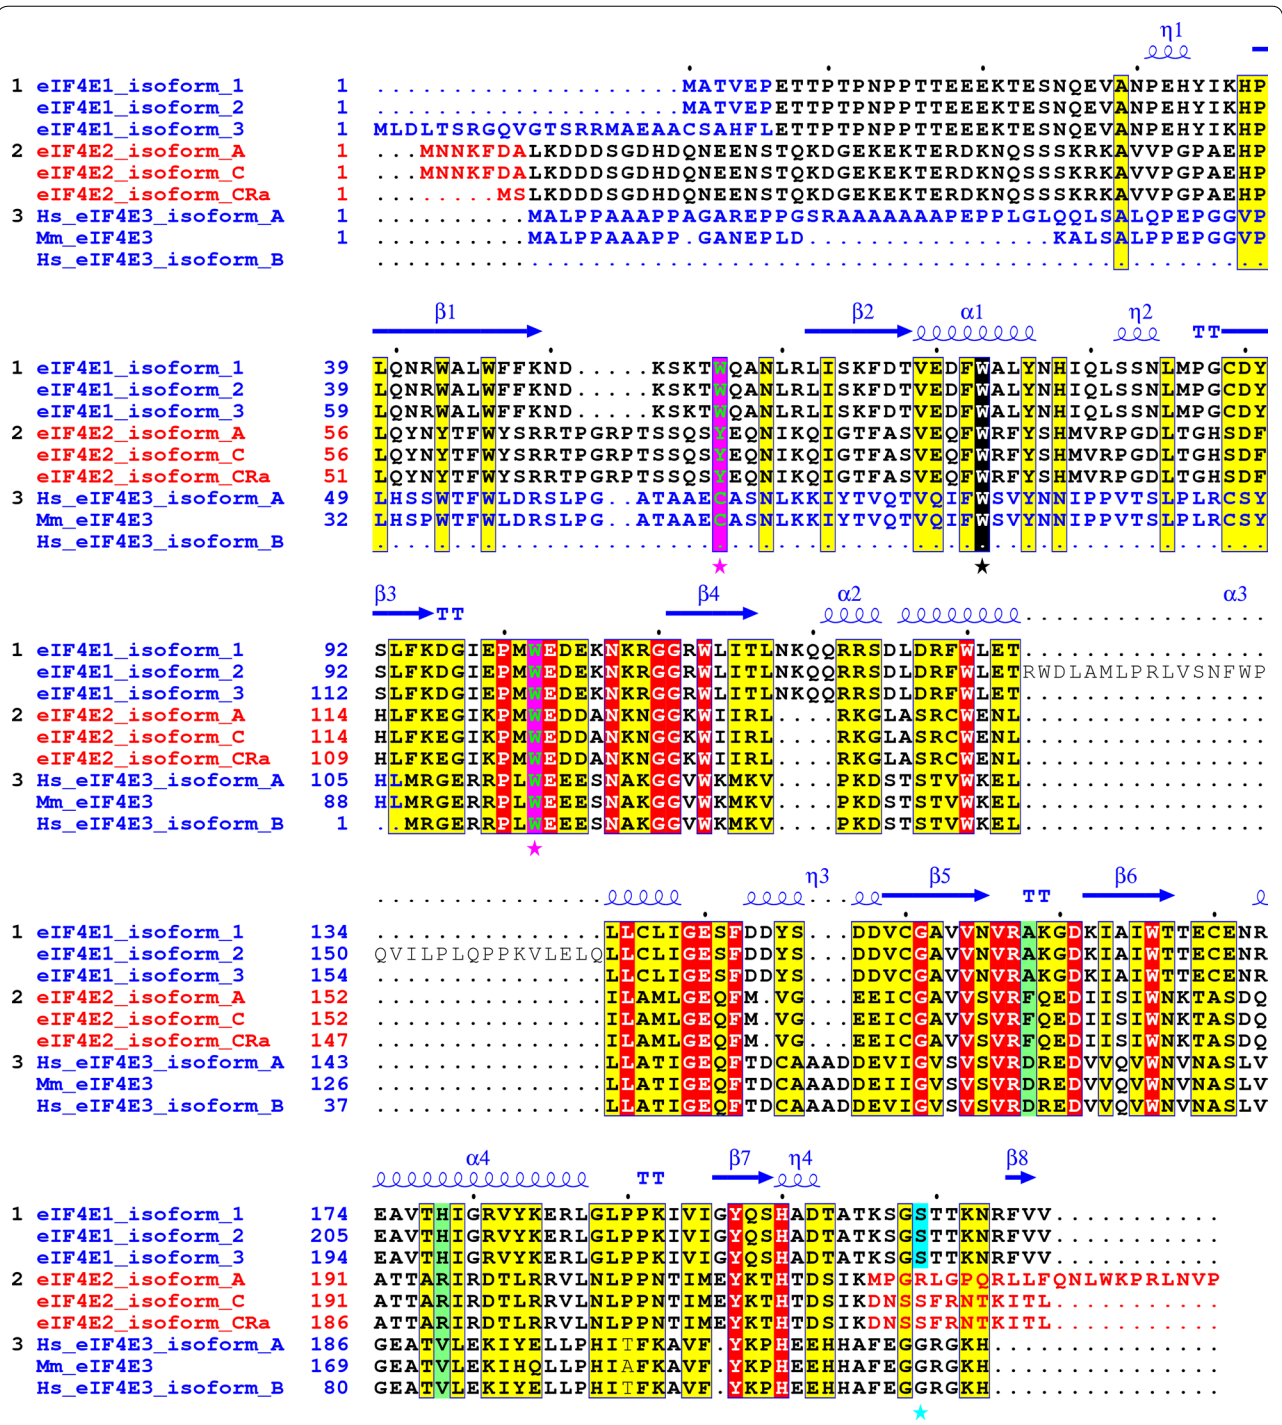 η1
1 eIF4E1_isoform_1 1 ....................MATVEPETTPTPNPPTTEEEKTESNQEVANPEHYIKHP
eIF4E1_isoform_2 1 ....................MATVEPETTPTPNPPTTEEEKTESNQEVANPEHYIKHP
eIF4E1_isoform_3 1 MLDLTSRGQVGTSRRMAEAACSAHFLETTPTPNPPTTEEEKTESNQEVANPEHYIKHP
2 eIF4E2_isoform_A 1 ...MNNKFDALKDDDSGDHDQNEENSTQKDGEKEKTERDKNQSSSKRKAVVPGPAEHP
eIF4E2_isoform_C 1 ...MNNKFDALKDDDSGDHDQNEENSTQKDGEKEKTERDKNQSSSKRKAVVPGPAEHP
eIF4E2_isoform_CRa 1 ........MSLKDDDSGDHDQNEENSTQKDGEKEKTERDKNQSSSKRKAVVPGPAEHP
3 Hs_eIF4E3_isoform_A 1 ..........MALPPAAAPPAGAREPPGSRAAAAAAAPEPPLGLQQLSALQPEPGGVP
Mm_eIF4E3 1 ..........MALPPAAAPP.GANEPLD................KALSALPPEPGGVP
Hs_eIF4E3_isoform_B ..........................................................
β1 β2 α1 η2 TT
1 eIF4E1_isoform_1 39 LQNRWALWFFKND.....KSKTWQANLRLISKFDTVEDFWALYNHIQLSSNLMPGCDY
eIF4E1_isoform_2 39 LQNRWALWFFKND.....KSKTWQANLRLISKFDTVEDFWALYNHIQLSSNLMPGCDY
eIF4E1_isoform_3 59 LQNRWALWFFKND.....KSKTWQANLRLISKFDTVEDFWALYNHIQLSSNLMPGCDY
2 eIF4E2_isoform_A 56 LQYNYTFWYSRRTPGRPTSSQSYEQNIKQIGTFASVEQFWRFYSHMVRPGDLTGHSDF
eIF4E2_isoform_C 56 LQYNYTFWYSRRTPGRPTSSQSYEQNIKQIGTFASVEQFWRFYSHMVRPGDLTGHSDF
eIF4E2_isoform_CRa 51 LQYNYTFWYSRRTPGRPTSSQSYEQNIKQIGTFASVEQFWRFYSHMVRPGDLTGHSDF
3 Hs_eIF4E3_isoform_A 49 LHSSWTFWLDRSLPG..ATAAECASNLKKIYTVQTVQIFWSVYNNIPPVTSLPLRCSY
Mm_eIF4E3 32 LHSPWTFWLDRSLPG..ATAAECASNLKKIYTVQTVQIFWSVYNNIPPVTSLPLRCSY
Hs_eIF4E3_isoform_B ..........................................................
β3 TT β4 α2 α3
1 eIF4E1_isoform_1 92 SLFKDGIEPMWEDEKNKRGGRWLITLNKQQRRSDLDRFWLET................
eIF4E1_isoform_2 92 SLFKDGIEPMWEDEKNKRGGRWLITLNKQQRRSDLDRFWLETRWDLAMLPRLVSNFWP
eIF4E1_isoform_3 112 SLFKDGIEPMWEDEKNKRGGRWLITLNKQQRRSDLDRFWLET................
2 eIF4E2_isoform_A 114 HLFKEGIKPMWEDDANKNGGKWIIRL....RKGLASRCWENL................
eIF4E2_isoform_C 114 HLFKEGIKPMWEDDANKNGGKWIIRL....RKGLASRCWENL................
eIF4E2_isoform_CRa 109 HLFKEGIKPMWEDDANKNGGKWIIRL....RKGLASRCWENL................
3 Hs_eIF4E3_isoform_A 105 HLMRGERRPLWEEESNAKGGVWKMKV....PKDSTSTVWKEL................
Mm_eIF4E3 88 HLMRGERRPLWEEESNAKGGVWKMKV....PKDSTSTVWKEL................
Hs_eIF4E3_isoform_B 1 ..MRGERRPLWEEESNAKGGVWKMKV....PKDSTSTVWKEL................
η3 β5 TT β6
1 eIF4E1_isoform_1 134 ...............LLCLIGESFDDYS...DDVCGAVVNVRAKGDKIAIWTTECENR
eIF4E1_isoform_2 150 QVILPLQPPKVLELQLLCLIGESFDDYS...DDVCGAVVNVRAKGDKIAIWTTECENR
eIF4E1_isoform_3 154 ...............LLCLIGESFDDYS...DDVCGAVVNVRAKGDKIAIWTTECENR
2 eIF4E2_isoform_A 152 ...............ILAMLGEQFM.VG...EEICGAVVSVRFQEDIISIWNKTASDQ
eIF4E2_isoform_C 152 ...............ILAMLGEQFM.VG...EEICGAVVSVRFQEDIISIWNKTASDQ
eIF4E2_isoform_CRa 147 ...............ILAMLGEQFM.VG...EEICGAVVSVRFQEDIISIWNKTASDQ
3 Hs_eIF4E3_isoform_A 143 ...............LLATIGEQFTDCAAADDEVIGVSVSVRDREDVVQVWNVNASLV
Mm_eIF4E3 126 ...............LLATIGEQFTDCAAADDEIIGVSVSVRDREDVVQVWNVNASLV
Hs_eIF4E3_isoform_B 37 ...............LLATIGEQFTDCAAADDEVIGVSVSVRDREDVVQVWNVNASLV
α4 TT β7 η4 β8
1 eIF4E1_isoform_1 174 EAVTHIGRVYKERLGLPPKIVIGYQSHADTATKSGSTTKNRFVV...........
eIF4E1_isoform_2 205 EAVTHIGRVYKERLGLPPKIVIGYQSHADTATKSGSTTKNRFVV...........
eIF4E1_isoform_3 194 EAVTHIGRVYKERLGLPPKIVIGYQSHADTATKSGSTTKNRFVV...........
2 eIF4E2_isoform_A 191 ATTARIRDTLRRVLNLPPNTIMEYKTHTDSIKMPGRLGPQRLLFQNLWKPRLNVP
eIF4E2_isoform_C 191 ATTARIRDTLRRVLNLPPNTIMEYKTHTDSIKDNSSFRNTKITL...........
eIF4E2_isoform_CRa 186 ATTARIRDTLRRVLNLPPNTIMEYKTHTDSIKDNSSFRNTKITL...........
3 Hs_eIF4E3_isoform_A 186 GEATVLEKIYELLPHITFKAVF.YKPHEEHHAFEGGRGKH...............
Mm_eIF4E3 169 GEATVLEKIHQLLPHIAFKAVF.YKPHEEHHAFEGGRGKH...............
Hs_eIF4E3_isoform_B 80 GEATVLEKIYELLPHITFKAVF.YKPHEEHHAFEGGRGKH...............